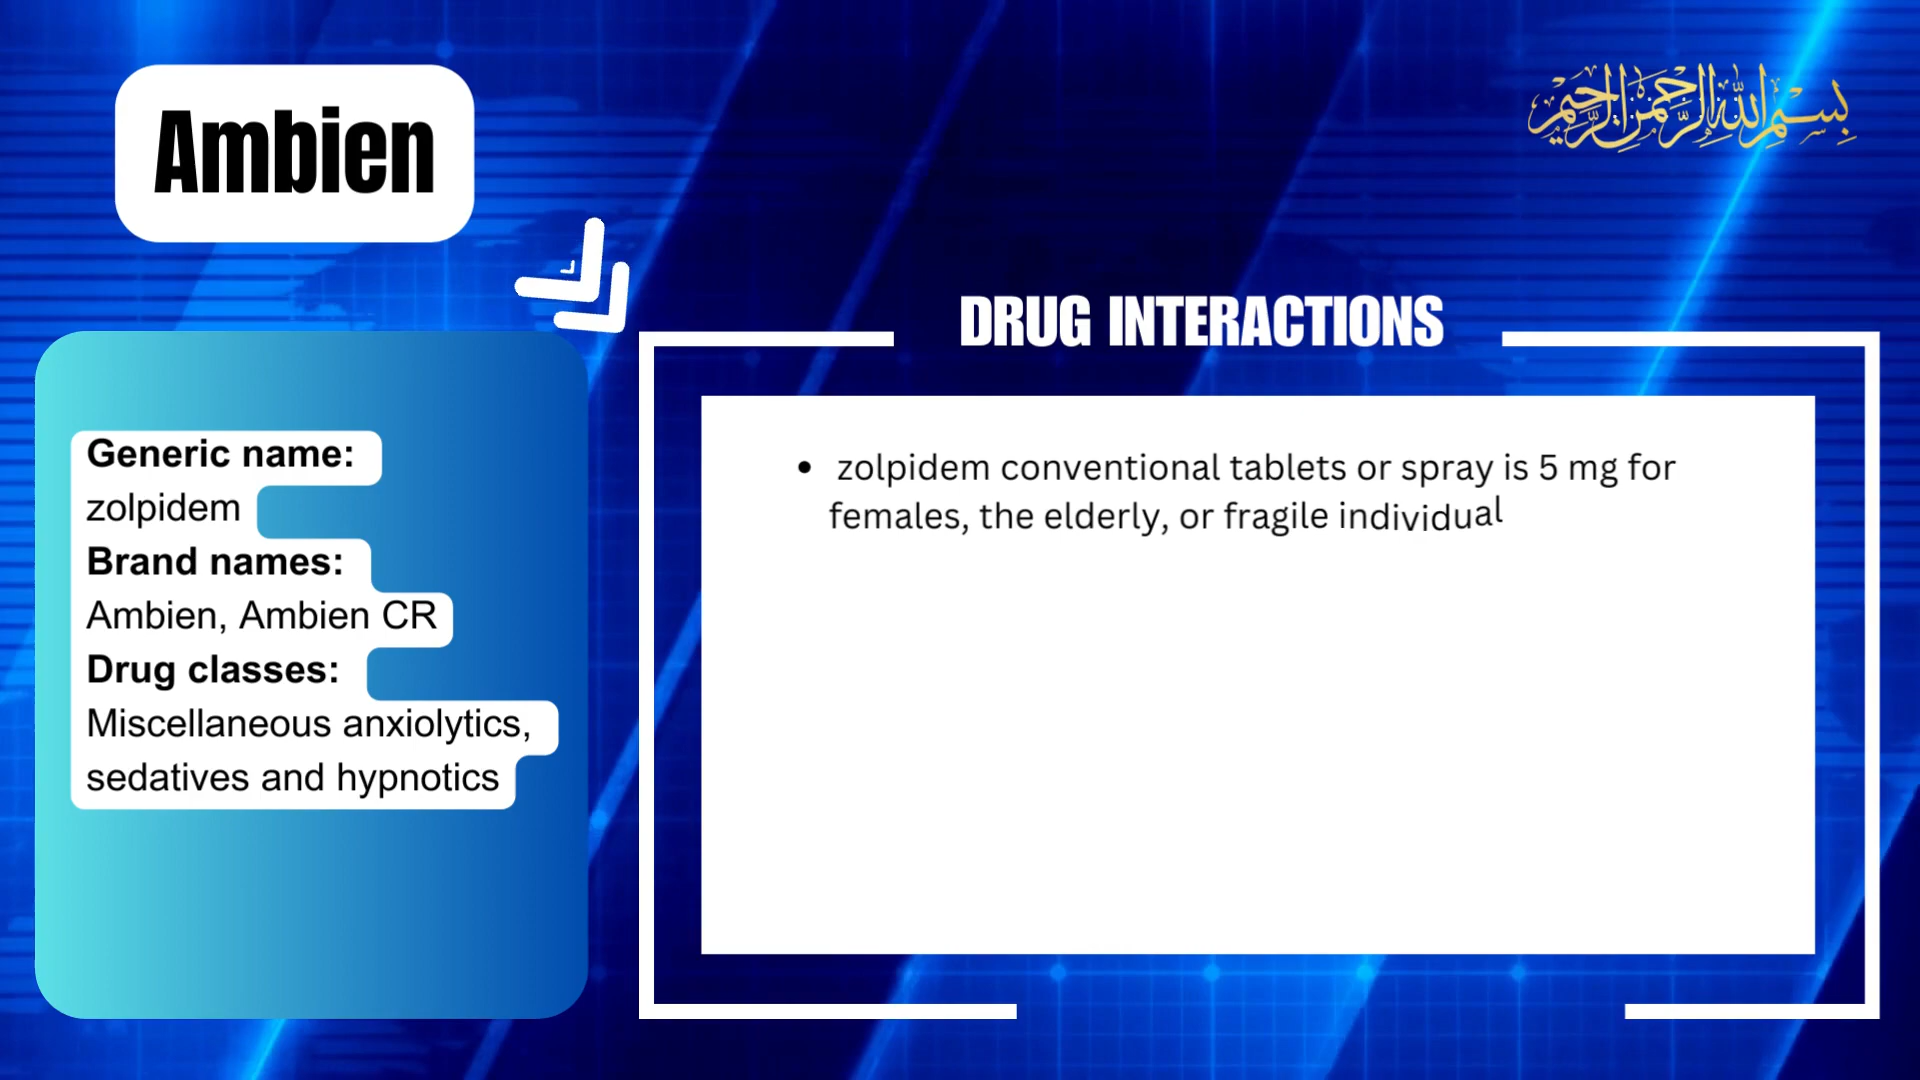 Ambien
بسم الله الرحمن الرحيم
DRUG INTERACTIONS
Generic name:
zolpidem
Brand names:
Ambien, Ambien CR
Drug classes:
Miscellaneous anxiolytics,
sedatives and hypnotics
• zolpidem conventional tablets or spray is 5 mg for
females, the elderly, or fragile individual